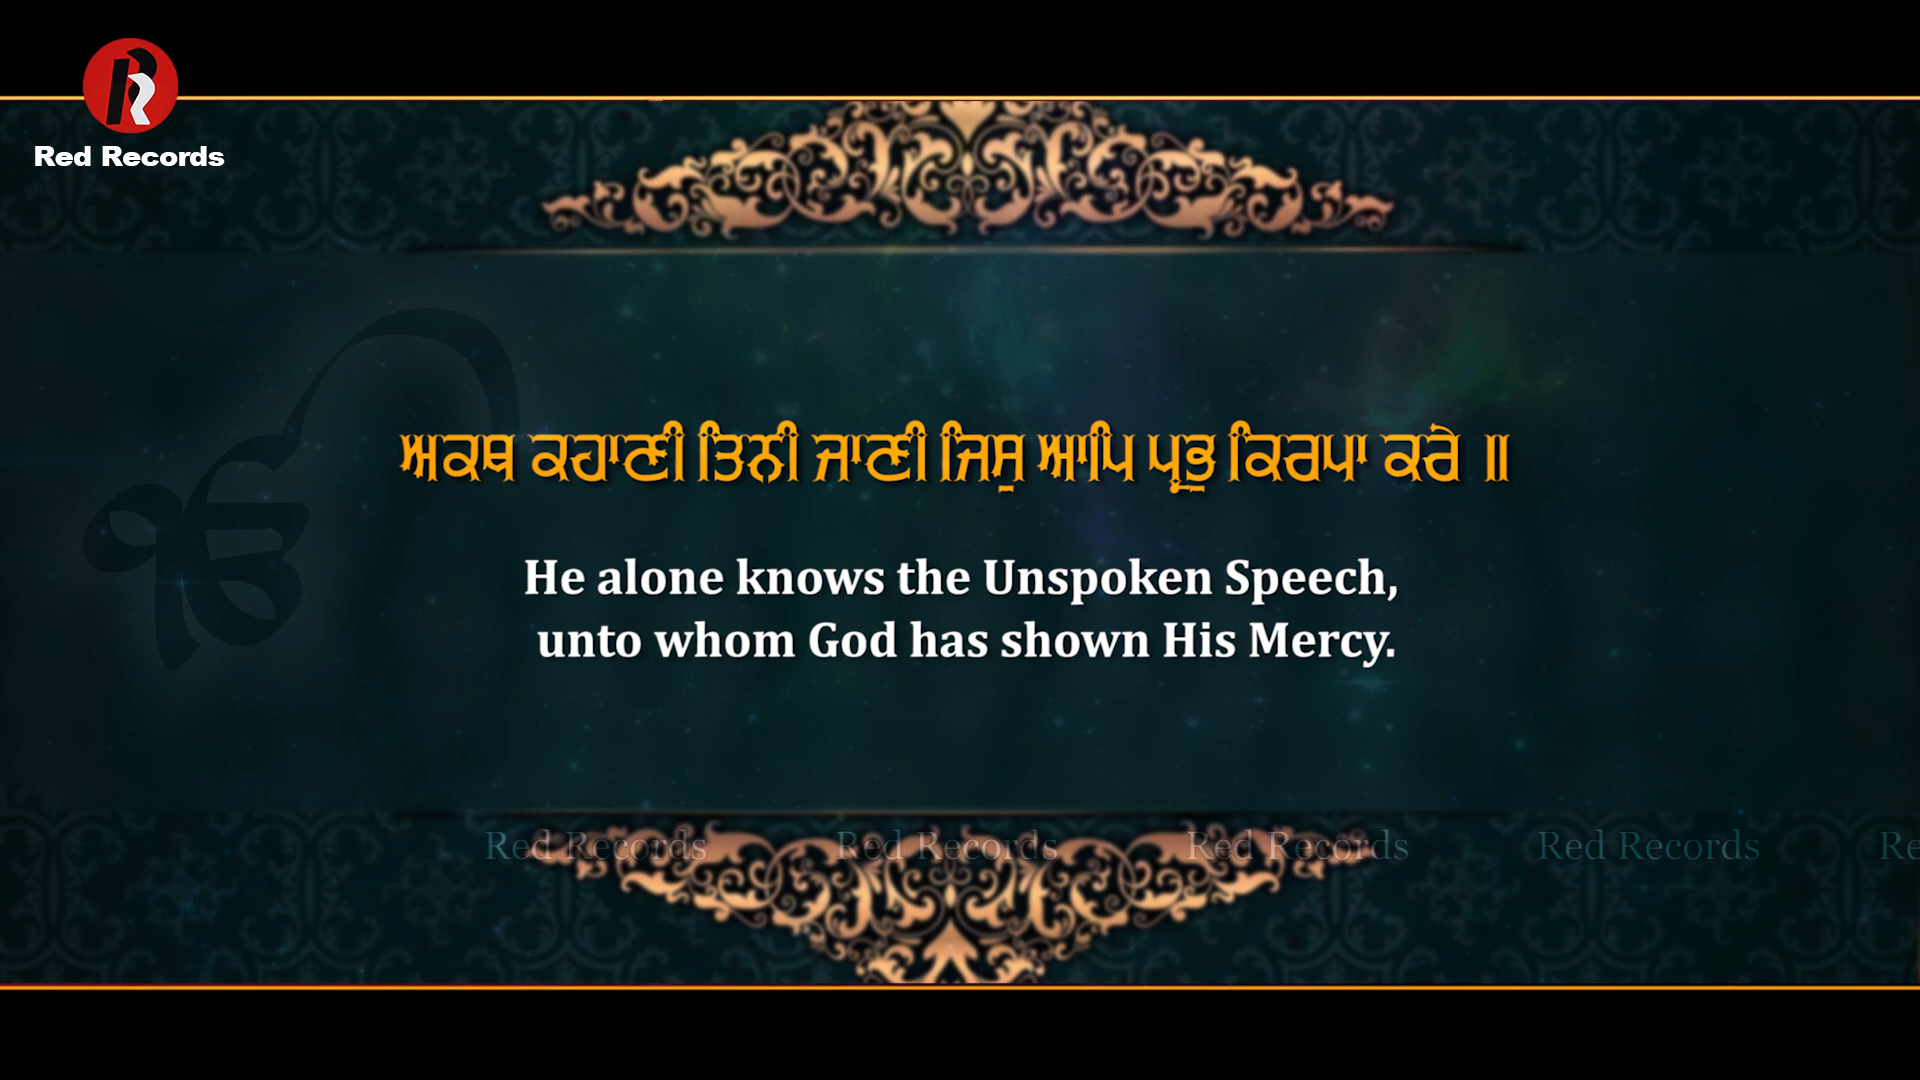 Red Records
ਅਕਥ ਕਹਾਣੀ ਤਿਨੀ ਜਾਣੀ ਜਿਸੁ ਆਪਿ ਪ੍ਰਭੁ ਕਿਰਪਾ ਕਰੇ ॥
He alone knows the Unspoken Speech,
unto whom God has shown His Mercy.
Red Records Red Records Red Records Red Records Re